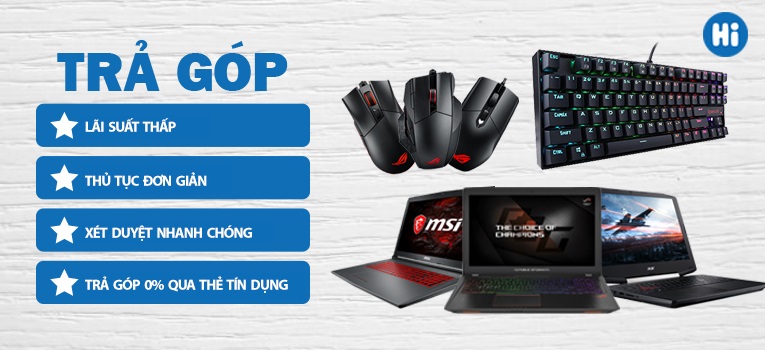 Hi
TRẢ GÓP
LÃI SUẤT THẤP
THỦ TỤC ĐƠN GIẢN
XÉT DUYỆT NHANH CHÓNG
TRẢ GÓP 0% QUA THẺ TÍN DỤNG
msi
THE CHOICE OF
CHAMPIONS